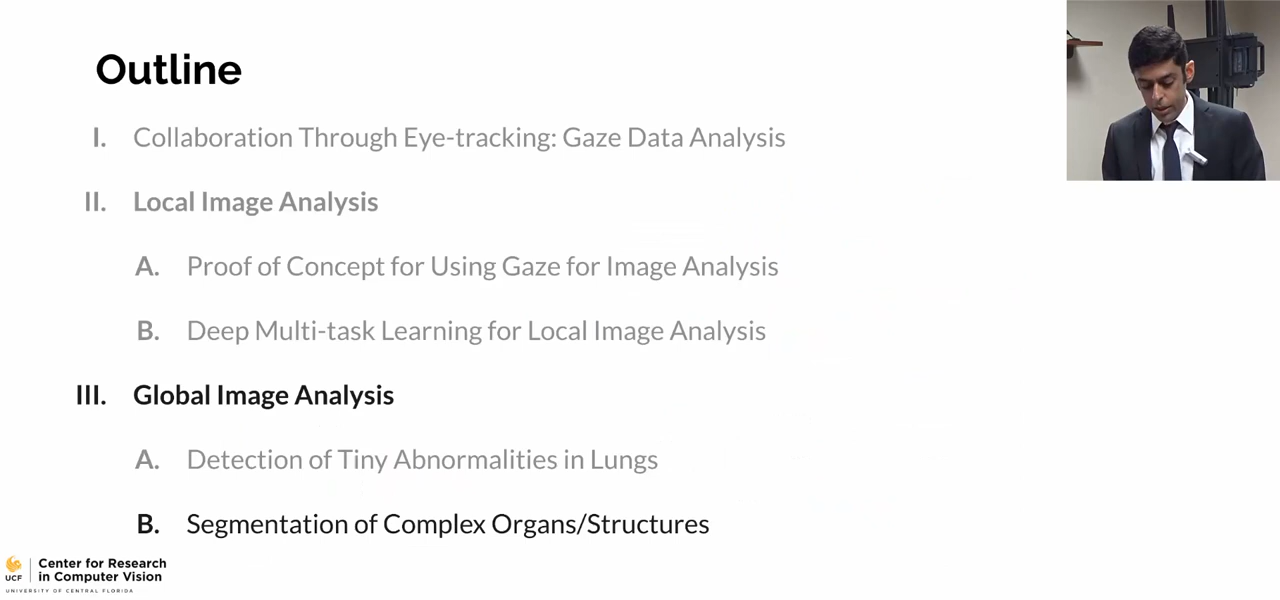 Outline
I. Collaboration Through Eye-tracking: Gaze Data Analysis
II. Local Image Analysis
A. Proof of Concept for Using Gaze for Image Analysis
B. Deep Multi-task Learning for Local Image Analysis
III. Global Image Analysis
A. Detection of Tiny Abnormalities in Lungs
B. Segmentation of Complex Organs/Structures
UCF
Center for Research
in Computer Vision
UNIVERSITY OF CENTRAL FLORIDA